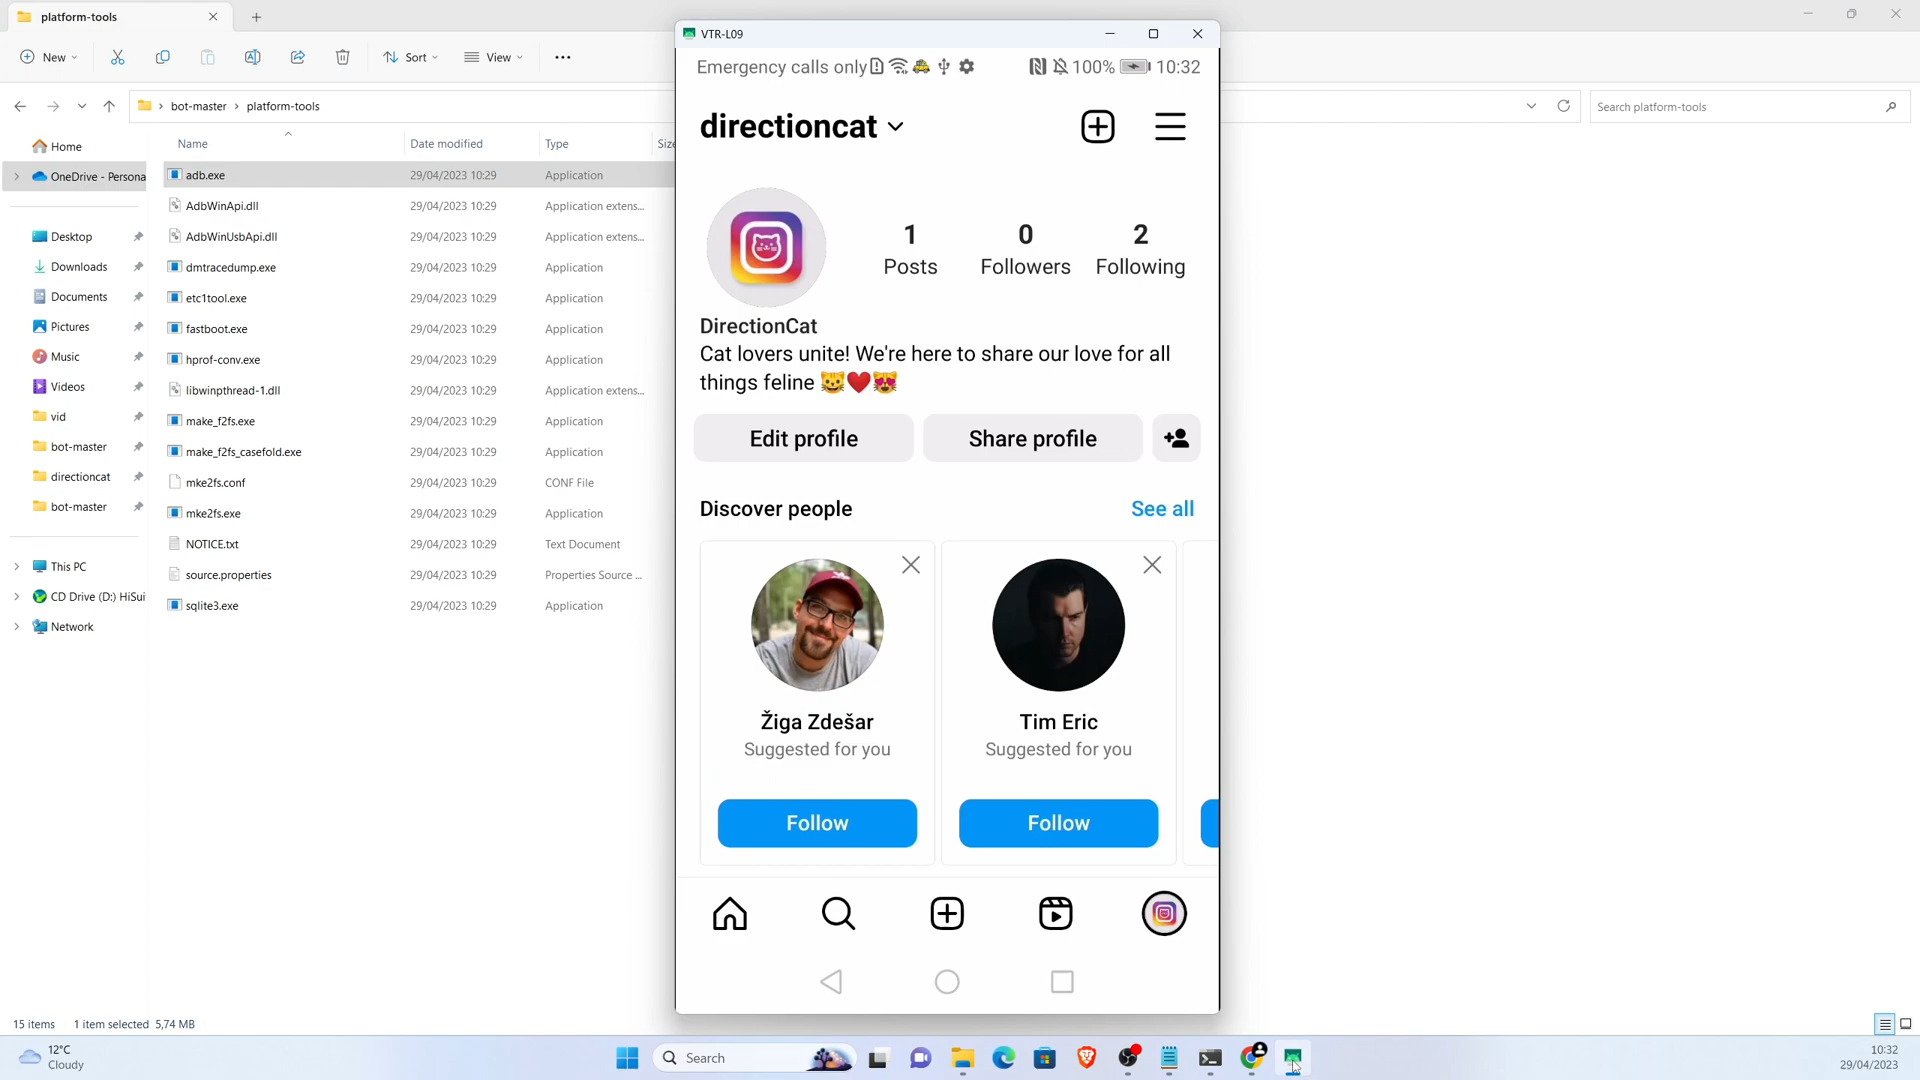 platform-tools
New
Sort
View
bot-master > platform-tools
Search platform-tools
Name
Date modified
Type
Size
Home
OneDrive - Persona
Desktop
Downloads
Documents
Pictures
Music
Videos
vid
bot-master
directioncat
bot-master
This PC
CD Drive (D:) HiSui
Network
adb.exe 29/04/2023 10:29 Application
AdbWinApi.dll 29/04/2023 10:29 Application extens...
AdbWinUsbApi.dll 29/04/2023 10:29 Application extens...
dmtracedump.exe 29/04/2023 10:29 Application
etc1tool.exe 29/04/2023 10:29 Application
fastboot.exe 29/04/2023 10:29 Application
hprof-conv.exe 29/04/2023 10:29 Application
libwinpthread-1.dll 29/04/2023 10:29 Application extens...
make_f2fs.exe 29/04/2023 10:29 Application
make_f2fs_casefold.exe 29/04/2023 10:29 Application
mke2fs.conf 29/04/2023 10:29 CONF File
mke2fs.exe 29/04/2023 10:29 Application
NOTICE.txt 29/04/2023 10:29 Text Document
source.properties 29/04/2023 10:29 Properties Source ...
sqlite3.exe 29/04/2023 10:29 Application
VTR-L09
Emergency calls only 100% 10:32
directioncat
1 0 2
Posts Followers Following
DirectionCat
Cat lovers unite! We're here to share our love for all
things feline 😺❤️😻
Edit profile Share profile
Discover people See all
Žiga Zdešar
Suggested for you
Follow
Tim Eric
Suggested for you
Follow
15 items 1 item selected 5,74 MB
12°C
Cloudy
Search
10:32
29/04/2023